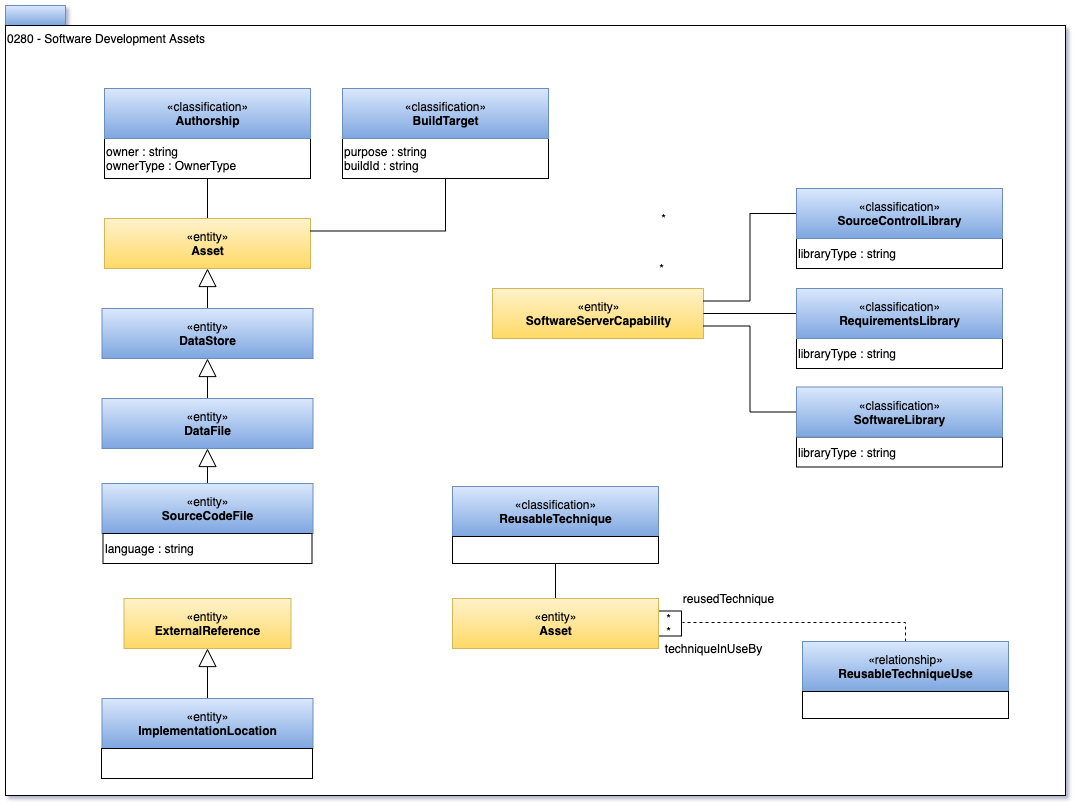 0280 - Software Development Assets
«classification»
Authorship
owner : string
ownerType : OwnerType
«classification»
BuildTarget
purpose : string
buildId : string
«entity»
Asset
«entity»
DataStore
«entity»
DataFile
«entity»
SourceCodeFile
language : string
«entity»
ExternalReference
«entity»
ImplementationLocation
*
*
«entity»
SoftwareServerCapability
«classification»
SourceControlLibrary
libraryType : string
«classification»
RequirementsLibrary
libraryType : string
«classification»
SoftwareLibrary
libraryType : string
«classification»
ReusableTechnique
«entity»
Asset
reusedTechnique
*
*
techniqueInUseBy
«relationship»
ReusableTechniqueUse